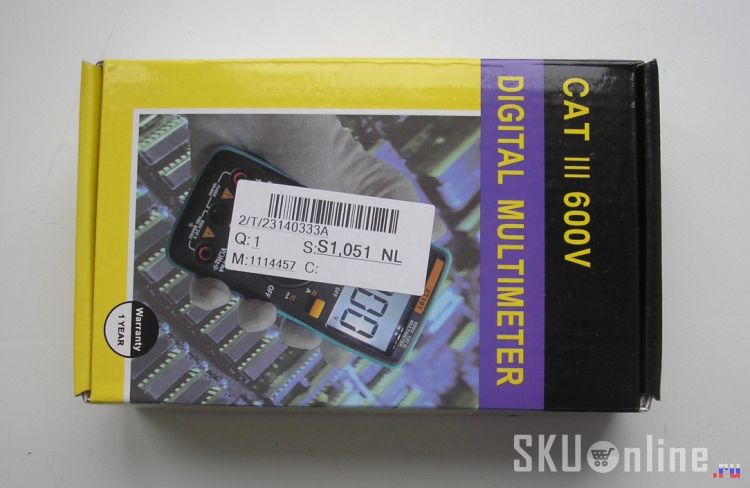 CAT III 600V
DIGITAL MULTIMETER
2/T/23140333A
Q:1 S:S1,051 NL
M:1114457 C:
Warranty
1 YEAR
OFF
SKUonline
.ru